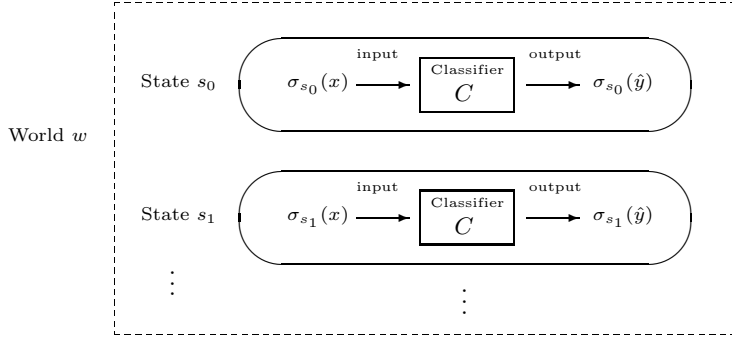 input output
State s₀ σₛ₀(x) Classifier C σₛ₀(ŷ)
World w
input output
State s₁ σₛ₁(x) Classifier C σₛ₁(ŷ)
⋮ ⋮